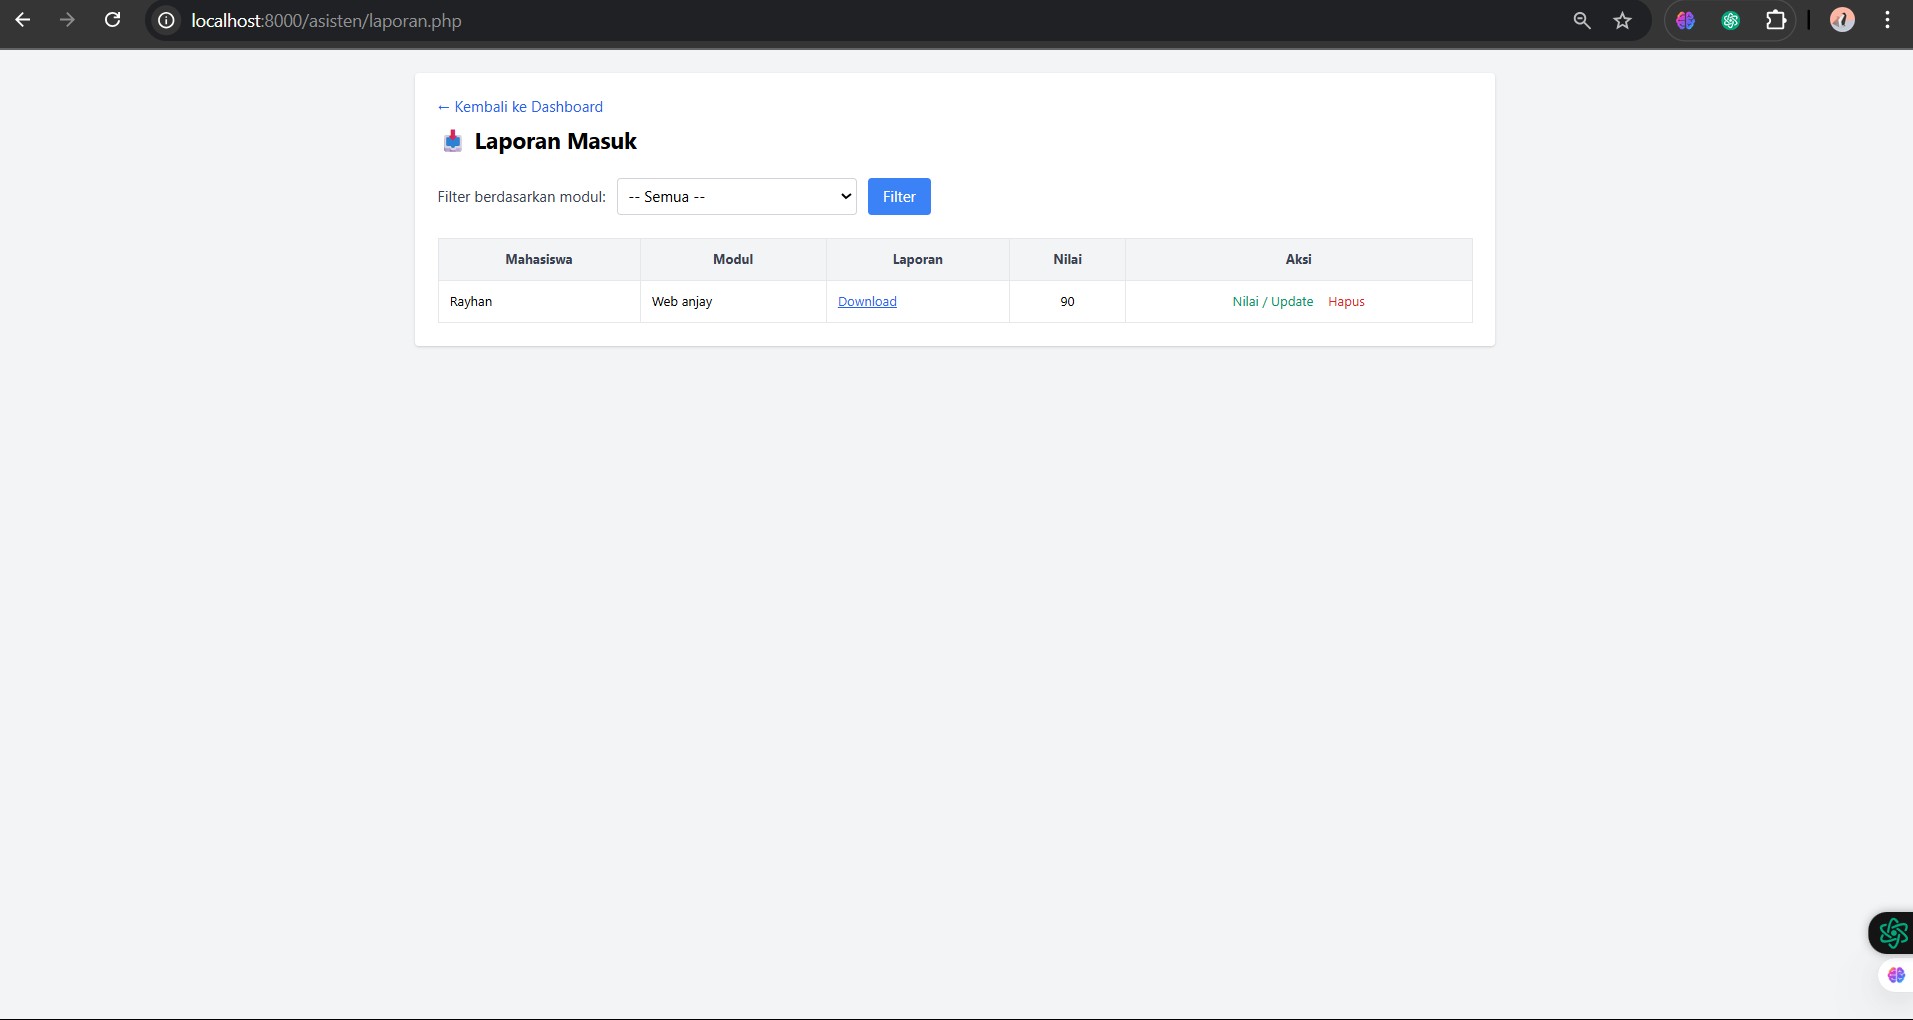 localhost:8000/asisten/laporan.php
← Kembali ke Dashboard
Laporan Masuk
Filter berdasarkan modul: -- Semua -- Filter
Mahasiswa Modul Laporan Nilai Aksi
Rayhan Web anjay Download 90 Nilai / Update Hapus